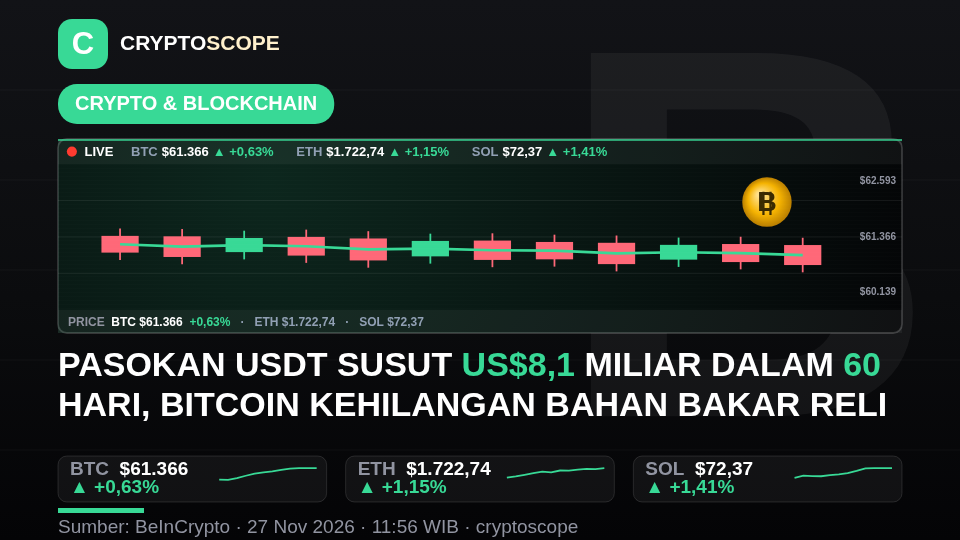 C CRYPTOSCOPE
CRYPTO & BLOCKCHAIN
LIVE BTC $61.366 ▲ +0,63% ETH $1.722,74 ▲ +1,15% SOL $72,37 ▲ +1,41%
$62.593
₿
$61.366
$60.139
PRICE BTC $61.366 +0,63% · ETH $1.722,74 · SOL $72,37
PASOKAN USDT SUSUT US$8,1 MILIAR DALAM 60
HARI, BITCOIN KEHILANGAN BAHAN BAKAR RELI
BTC $61.366
▲ +0,63%
ETH $1.722,74
▲ +1,15%
SOL $72,37
▲ +1,41%
Sumber: BeInCrypto · 27 Nov 2026 · 11:56 WIB · cryptoscope